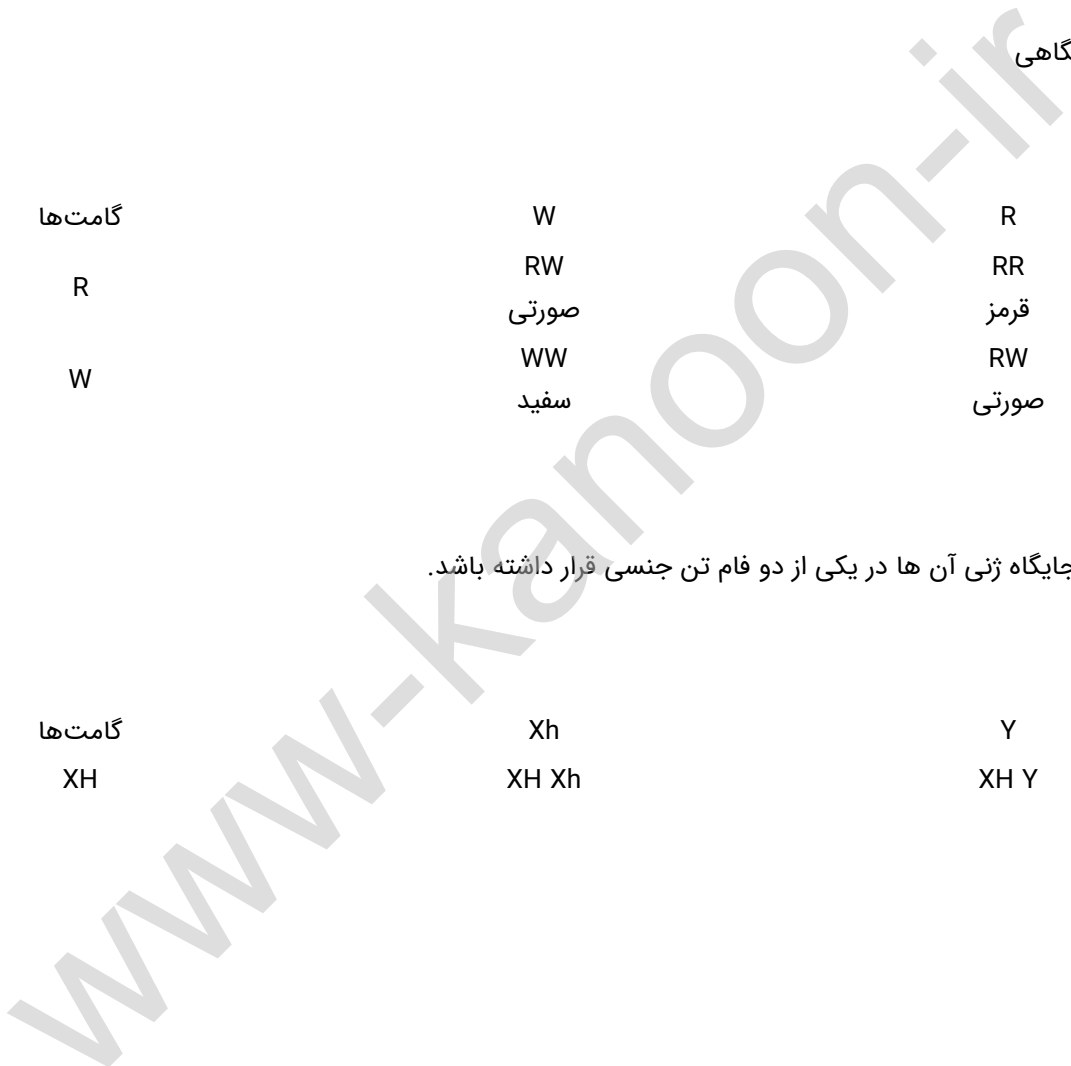 گاهی
R W گامت‌ها
RR RW R
قرمز صورتی
RW WW W
صورتی سفید
جایگاه ژنی آن ها در یکی از دو فام تن جنسی قرار داشته باشد.
Y Xh گامت‌ها
XH Y XH Xh XH
www-kanoon-ir